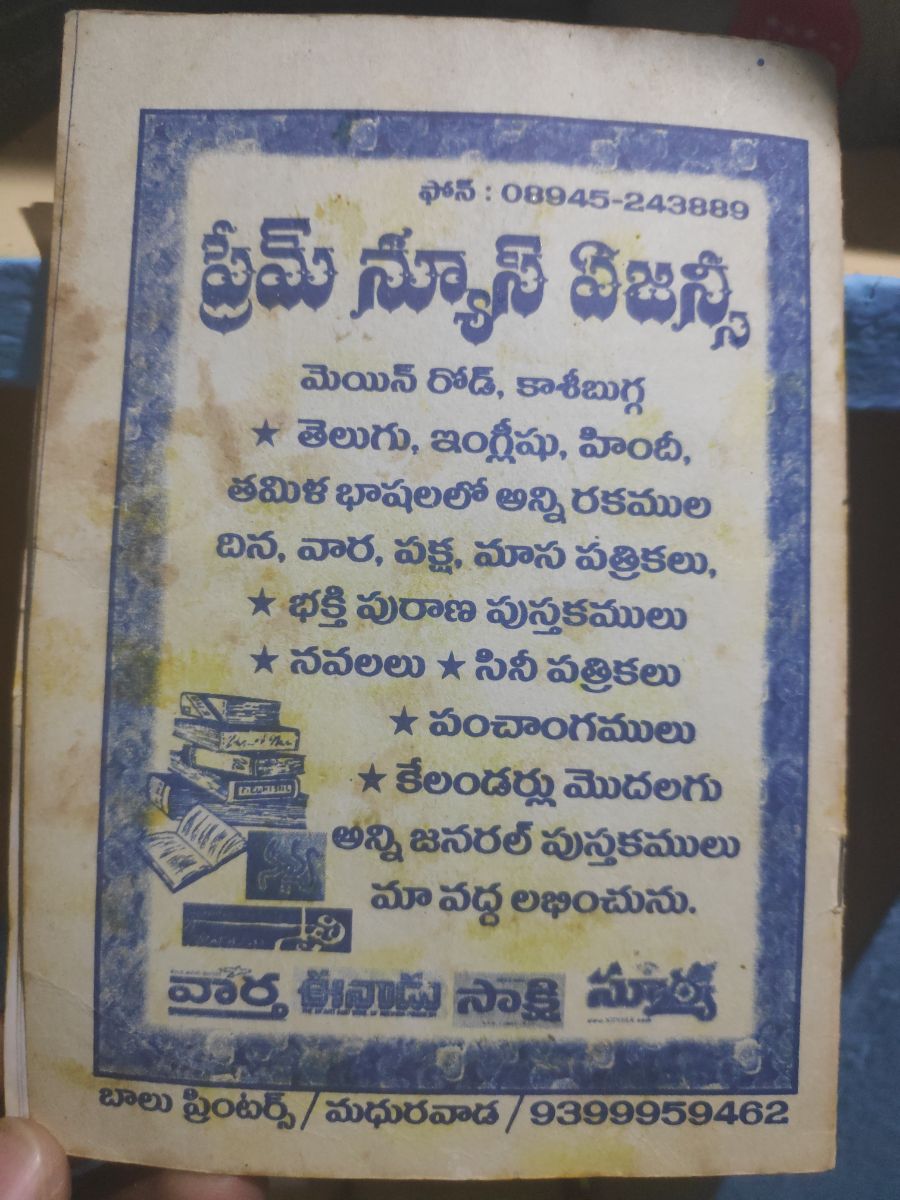 ఫోన్ : 08945-243889
ప్రేమ్ న్యూస్ ఏజన్సీ
మెయిన్ రోడ్, కాశీబుగ్గ
★ తెలుగు, ఇంగ్లీషు, హిందీ,
తమిళ భాషలలో అన్ని రకముల
దిన, వార, పక్ష, మాస పత్రికలు,
★ భక్తి పురాణ పుస్తకములు
★ నవలలు ★ సినీ పత్రికలు
★ పంచాంగములు
★ కేలండర్లు మొదలగు
అన్ని జనరల్ పుస్తకములు
మా వద్ద లభించును.
వార్త ఈనాడు సాక్షి సూర్య
బాలు ప్రింటర్స్ / మధురవాడ / 9399959462